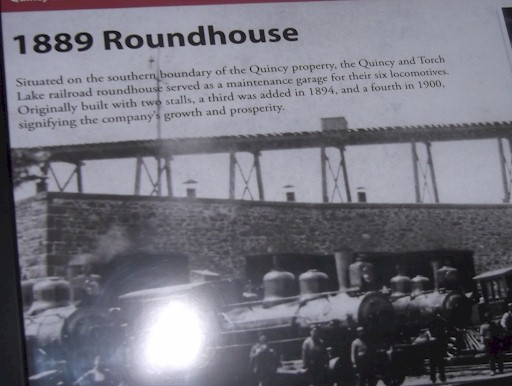 1889 Roundhouse
Situated on the southern boundary of the Quincy property, the Quincy and Torch
Lake railroad roundhouse served as a maintenance garage for their six locomotives.
Originally built with two stalls, a third was added in 1894, and a fourth in 1900,
signifying the company's growth and prosperity.